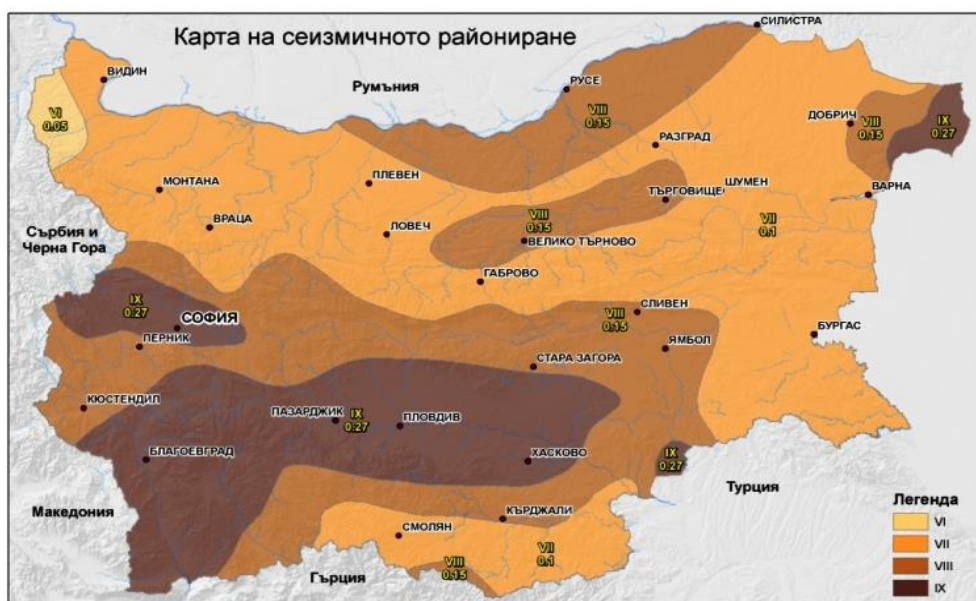 Карта на сеизмичното райониране
СИЛИСТРА
ВИДИН
Румъния
РУСЕ
VI
0.05
VIII
0.15
ДОБРИЧ
VIII
0.15
IX
0.27
РАЗГРАД
МОНТАНА
ПЛЕВЕН
ШУМЕН
ТЪРГОВИЩЕ
ВАРНА
Сърбия и
Черна Гора
ВРАЦА
ЛОВЕЧ
VIII
0.15
ВЕЛИКО ТЪРНОВО
VII
0.1
ГАБРОВО
IX
0.27
СОФИЯ
СЛИВЕН
VIII
0.15
БУРГАС
ПЕРНИК
ЯМБОЛ
СТАРА ЗАГОРА
КЮСТЕНДИЛ
ПАЗАРДЖИК
IX
0.27
ПЛОВДИВ
БЛАГОЕВГРАД
ХАСКОВО
IX
0.27
Турция
Македония
КЪРДЖАЛИ
СМОЛЯН
VII
0.1
VIII
0.15
Гърция
Легенда
VI
VII
VIII
IX